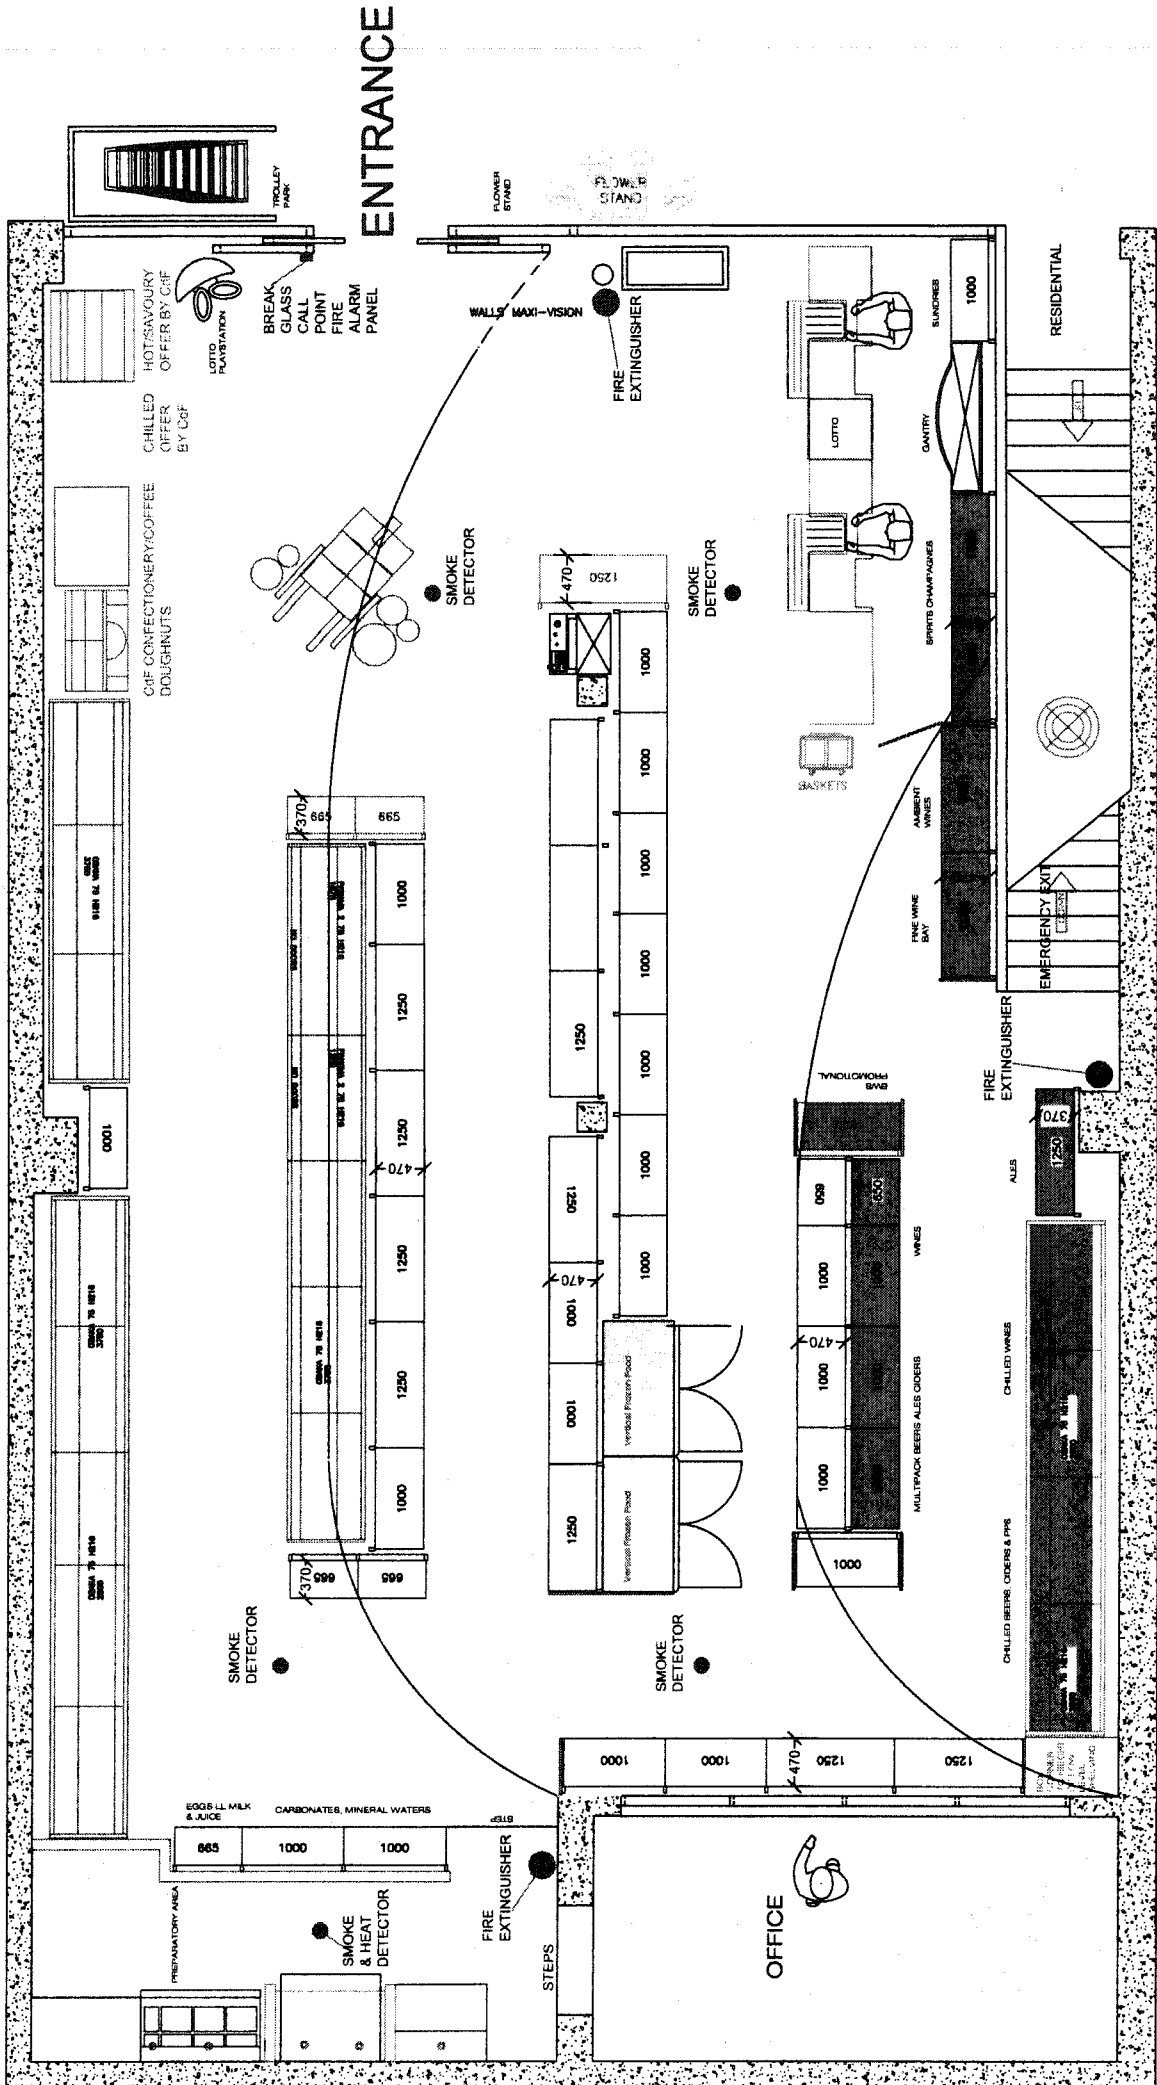 ENTRANCE
TROLLEY
PARK
FLOWER
STAND
FLOWER
STAND
HOT/SAVOURY
OFFER BY CdF
CHILLED
OFFER
BY CdF
CdF CONFECTIONERY/COFFEE
DOUGHNUTS
LOTTO
PLAYSTATION
BREAK
GLASS
CALL
POINT
FIRE
ALARM
PANEL
WALLS MAXI-VISION
FIRE
EXTINGUISHER
SUNDRIES
1000
RESIDENTIAL
GANTRY
LOTTO
SPIRITS CHAMPAGNES
BASKETS
AMBIENT
WINES
FINE WINE
BAY
EMERGENCY EXIT
SMOKE
DETECTOR
SMOKE
DETECTOR
470
1250
1000
1000
1000
1000
1000
1000
1000
1250
1250
470
1000
1000
1250
Vertical Frozen Food
Vertical Frozen Food
370
665
665
1000
1250
1250
470
1250
1250
1000
370
665
665
1000
BWS
PROMOTIONAL
650
650
1000
1000
470
1000
1000
WINES
MULTIPACK BEERS ALES CIDERS
FIRE
EXTINGUISHER
ALES
370
1250
CHILLED WINES
CHILLED BEERS, CIDERS & PPS
SMOKE
DETECTOR
SMOKE
DETECTOR
1000
1000
470
1250
1250
EGGS LL MILK
& JUICE
CARBONATES, MINERAL WATERS
STEP
665
1000
1000
FIRE
EXTINGUISHER
PREPARATORY AREA
SMOKE
& HEAT
DETECTOR
STEPS
OFFICE